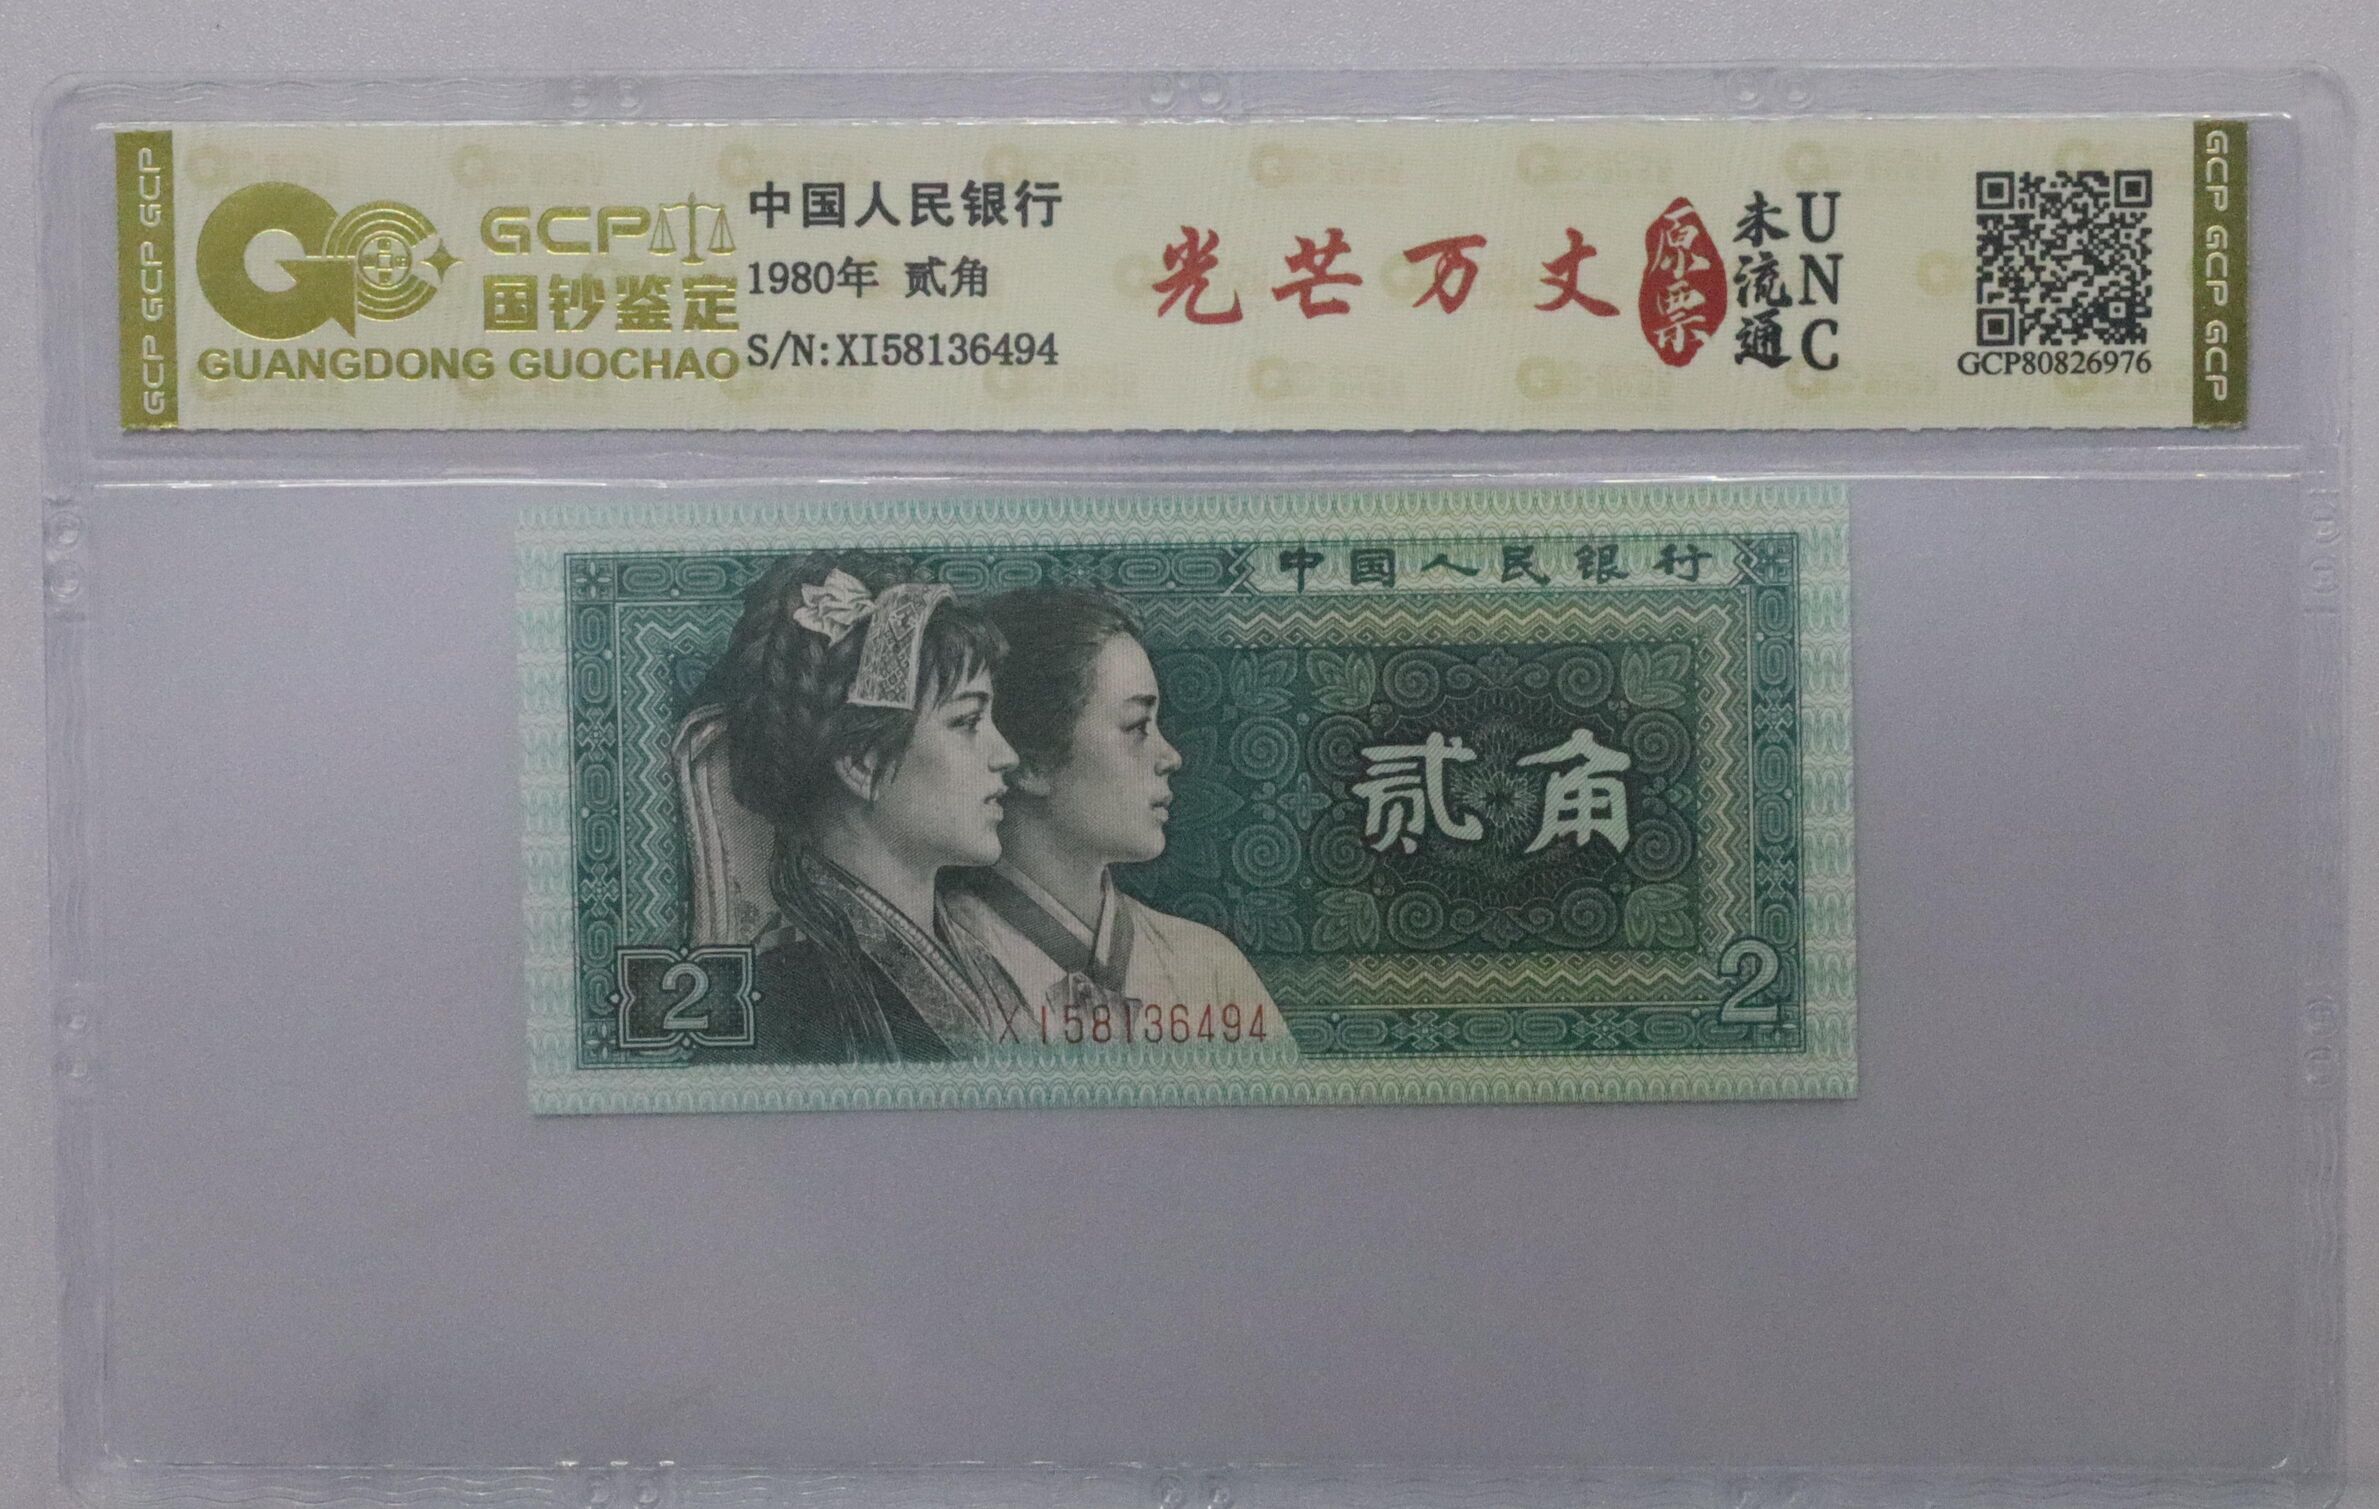 GCP GCP GCP
GCP
国钞鉴定
GUANGDONG GUOCHAO
中国人民银行
1980年 贰角
S/N:XI58136494
光芒万丈
原票
未流通
UNC
GCP80826976
GCP GCP GCP
中国人民银行
贰角
2
2
XI58136494